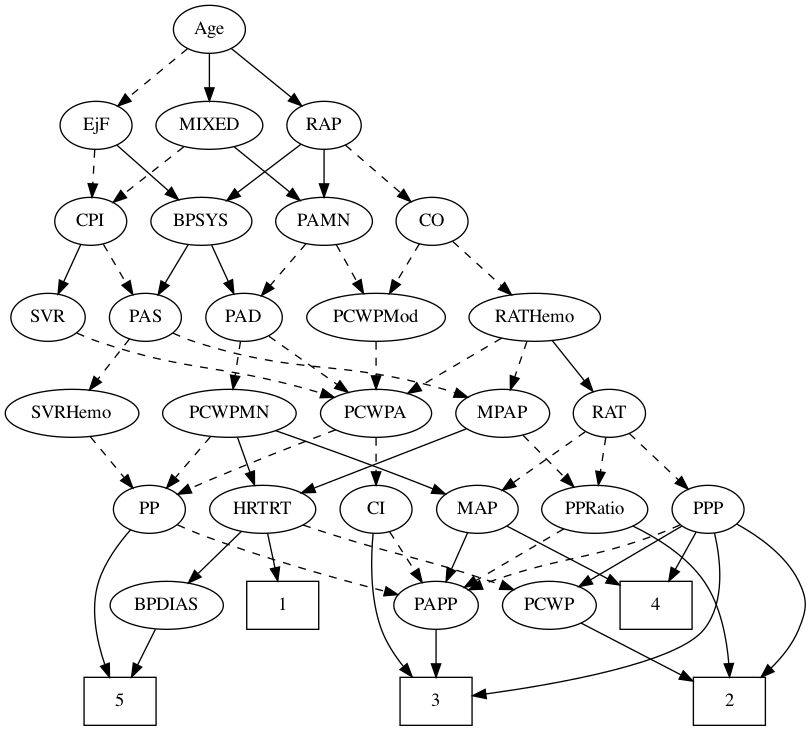 Age
EjF MIXED RAP
CPI BPSYS PAMN CO
SVR PAS PAD PCWPMod RATHemo
SVRHemo PCWPMN PCWPA MPAP RAT
PP HRTRT CI MAP PPRatio PPP
BPDIAS 1 PAPP PCWP 4
5 3 2